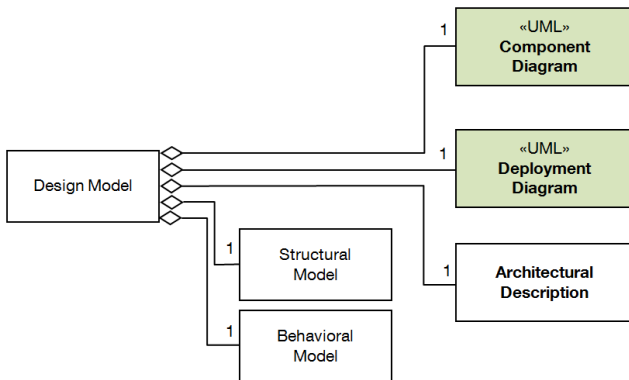 1
«UML»
Component
Diagram
1
«UML»
Deployment
Diagram
Design Model
1
Architectural
Description
1
Structural
Model
1
Behavioral
Model